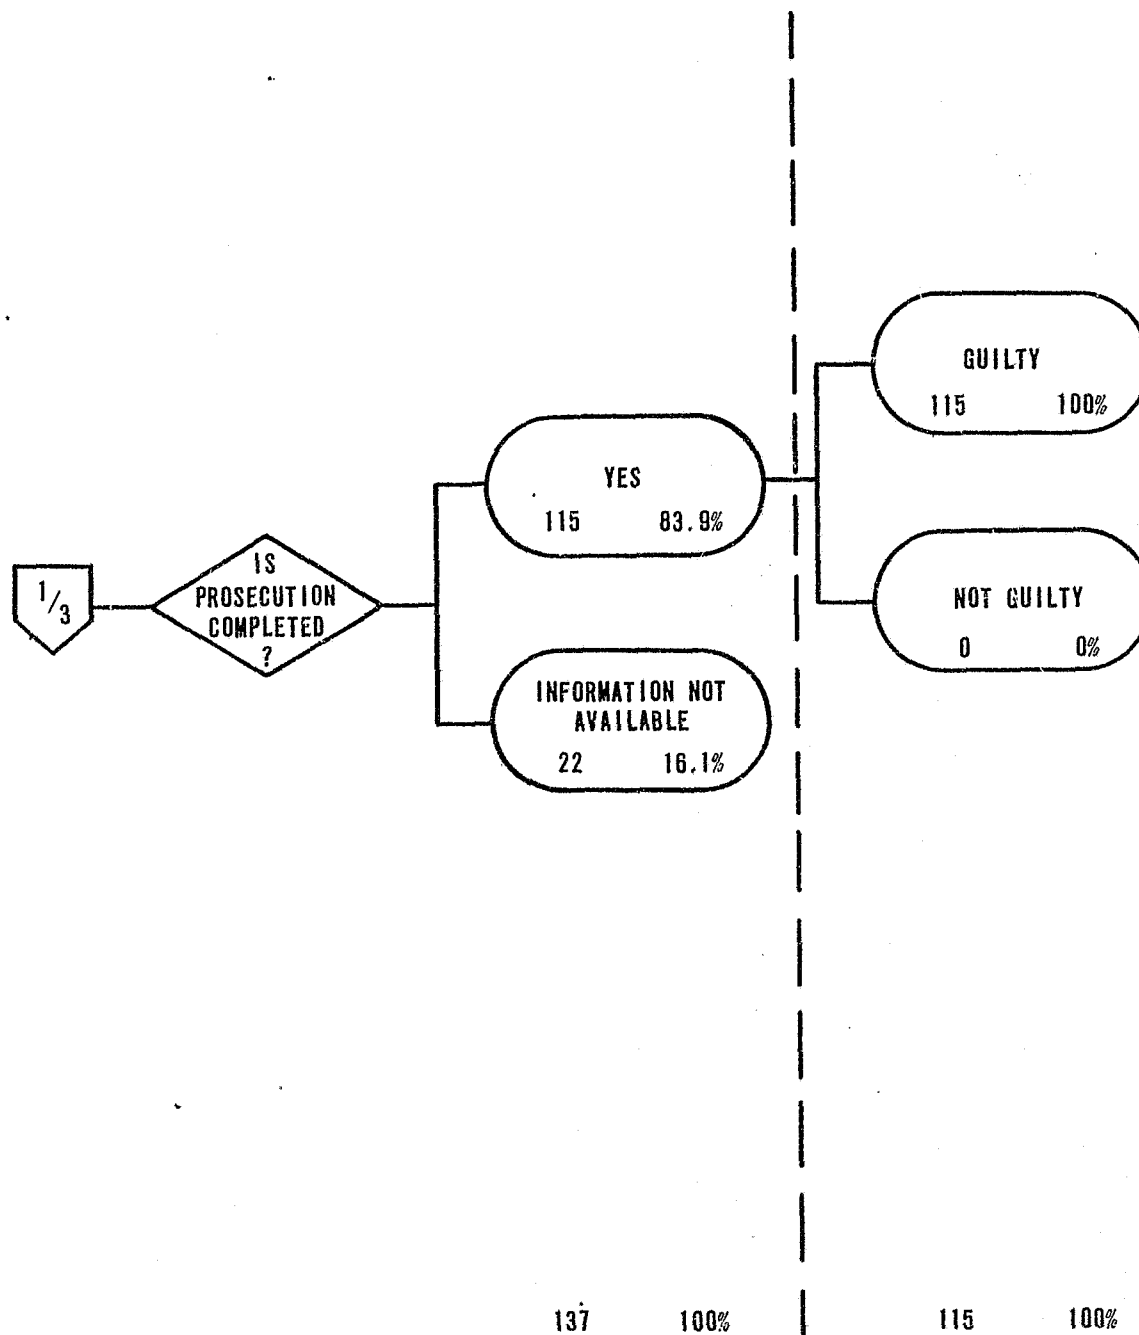 1/3
IS
PROSECUTION
COMPLETED
?
YES
115 83.9%
INFORMATION NOT
AVAILABLE
22 16.1%
GUILTY
115 100%
NOT GUILTY
0 0%
137 100%
115 100%